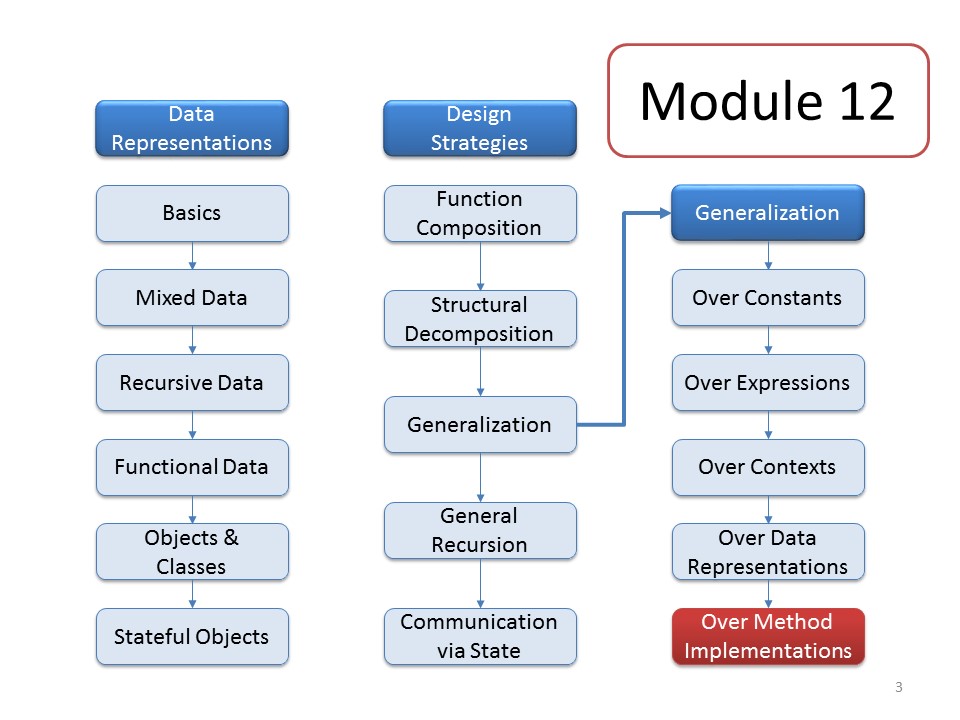 Module 12
Data
Representations
Basics
Mixed Data
Recursive Data
Functional Data
Objects &
Classes
Stateful Objects
Design
Strategies
Function
Composition
Structural
Decomposition
Generalization
General
Recursion
Communication
via State
Generalization
Over Constants
Over Expressions
Over Contexts
Over Data
Representations
Over Method
Implementations
3